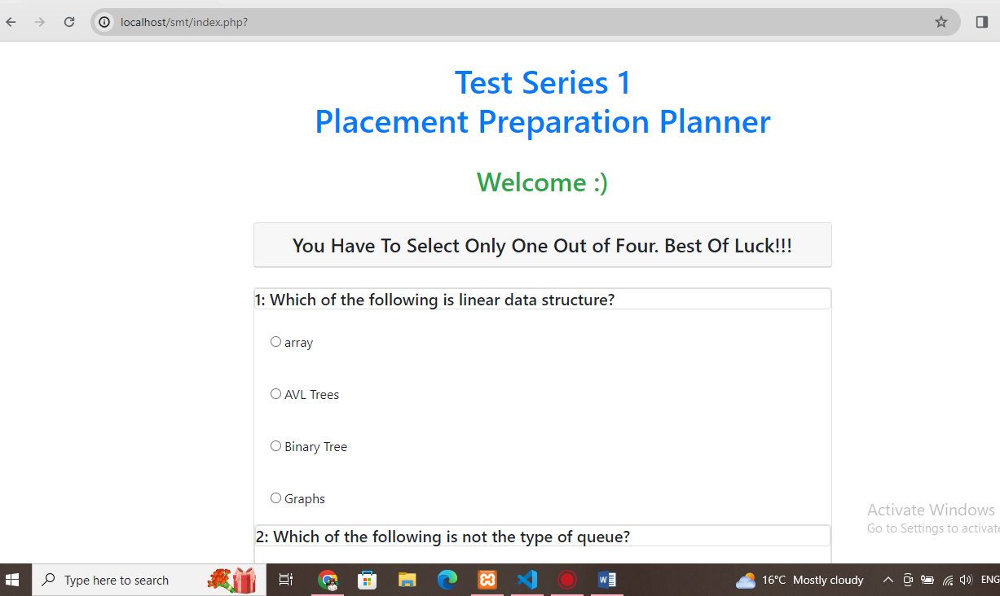 localhost/smt/index.php?
Test Series 1
Placement Preparation Planner
Welcome :)
You Have To Select Only One Out of Four. Best Of Luck!!!
1: Which of the following is linear data structure?
array
AVL Trees
Binary Tree
Graphs
2: Which of the following is not the type of queue?
Activate Windows
Go to Settings to activate
Type here to search
16°C Mostly cloudy
ENG